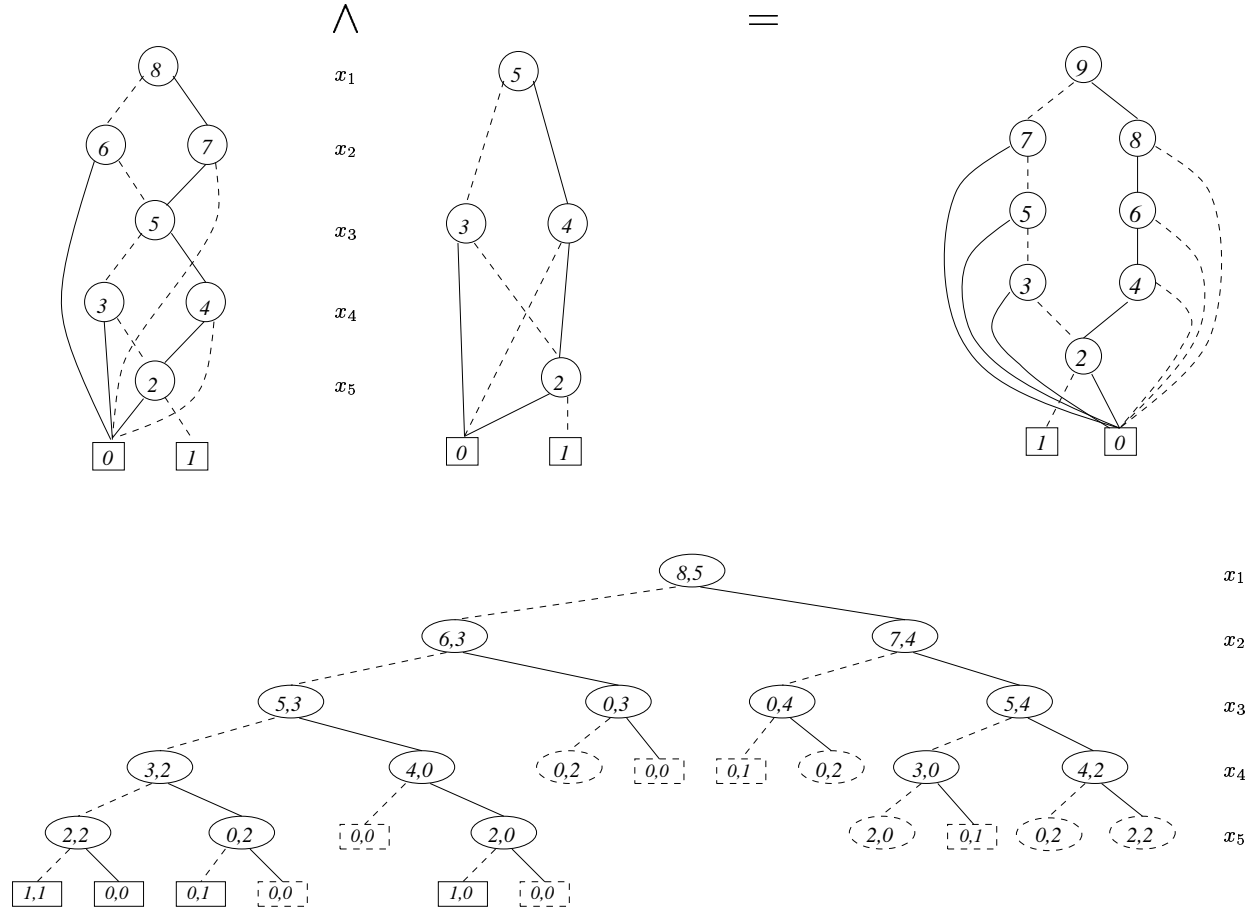 ∧ =
8 x₁ 5 9
6 7 x₂ 7 8
5 x₃ 3 4 5 6
3 4 x₄ 3 4
2 x₅ 2 2
0 1 0 1 1 0
8,5 x₁
6,3 7,4 x₂
5,3 0,3 0,4 5,4 x₃
3,2 4,0 0,2 0,0 0,1 0,2 3,0 4,2 x₄
2,2 0,2 0,0 2,0 2,0 0,1 0,2 2,2 x₅
1,1 0,0 0,1 0,0 1,0 0,0